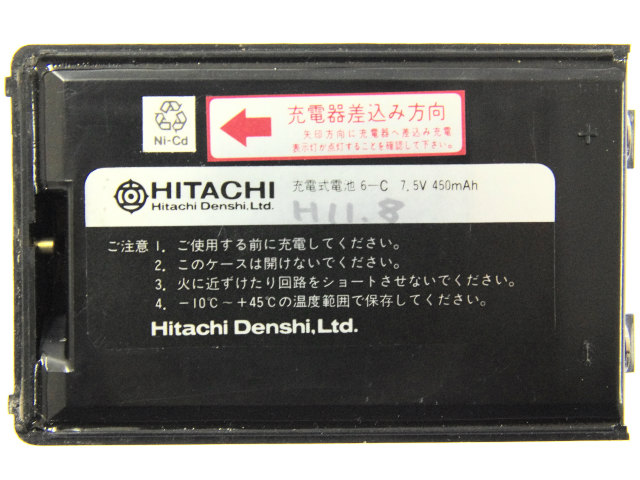 充電器差込み方向
矢印方向に充電器へ差込み充電
表示灯が点灯することを確認して下さい。
Ni-Cd
HITACHI 充電式電池 6-C 7.5V 450mAh
Hitachi Denshi,Ltd.
H11.8
ご注意 1. ご使用する前に充電してください。
2. このケースは開けないでください。
3. 火に近ずけたり回路をショートさせないでください。
4. -10℃~+45℃の温度範囲で保存してください。
Hitachi Denshi,Ltd.
+
-